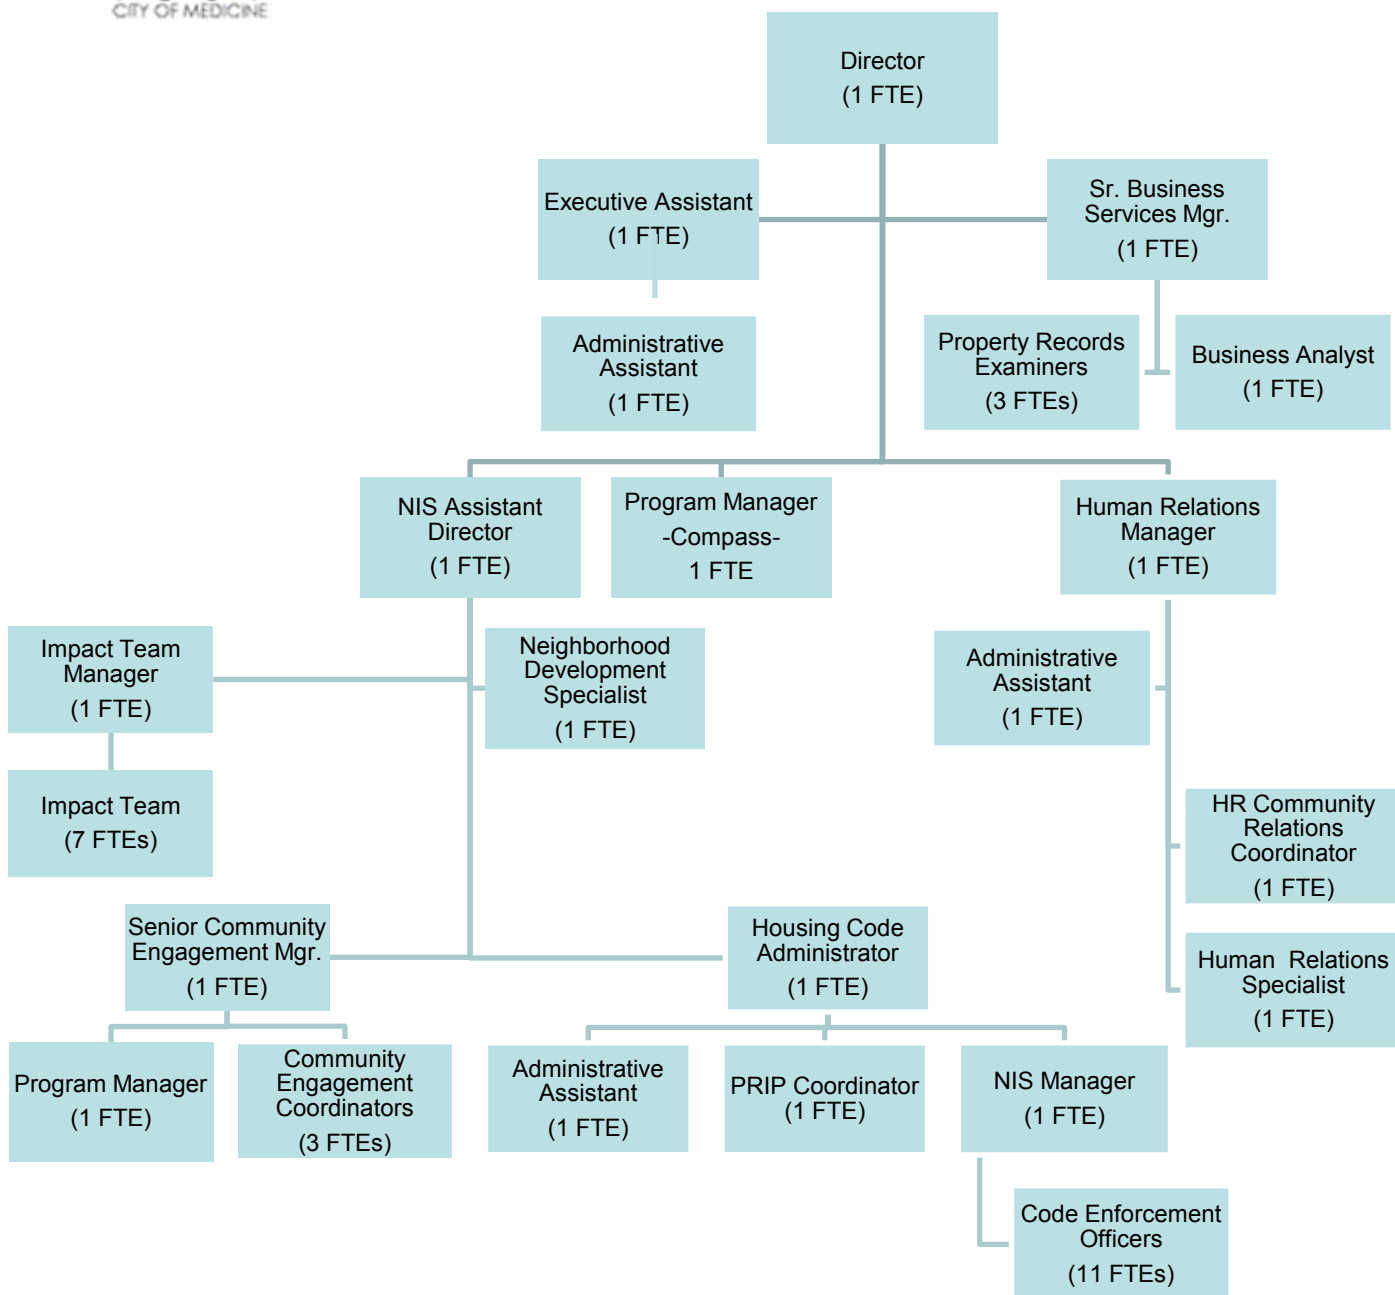 CITY OF MEDICINE
Director
(1 FTE)
Executive Assistant
(1 FTE)
Sr. Business
Services Mgr.
(1 FTE)
Administrative
Assistant
(1 FTE)
Property Records
Examiners
(3 FTEs)
Business Analyst
(1 FTE)
NIS Assistant
Director
(1 FTE)
Program Manager
-Compass-
1 FTE
Human Relations
Manager
(1 FTE)
Impact Team
Manager
(1 FTE)
Neighborhood
Development
Specialist
(1 FTE)
Administrative
Assistant
(1 FTE)
Impact Team
(7 FTEs)
HR Community
Relations
Coordinator
(1 FTE)
Senior Community
Engagement Mgr.
(1 FTE)
Housing Code
Administrator
(1 FTE)
Human Relations
Specialist
(1 FTE)
Program Manager
(1 FTE)
Community
Engagement
Coordinators
(3 FTEs)
Administrative
Assistant
(1 FTE)
PRIP Coordinator
(1 FTE)
NIS Manager
(1 FTE)
Code Enforcement
Officers
(11 FTEs)